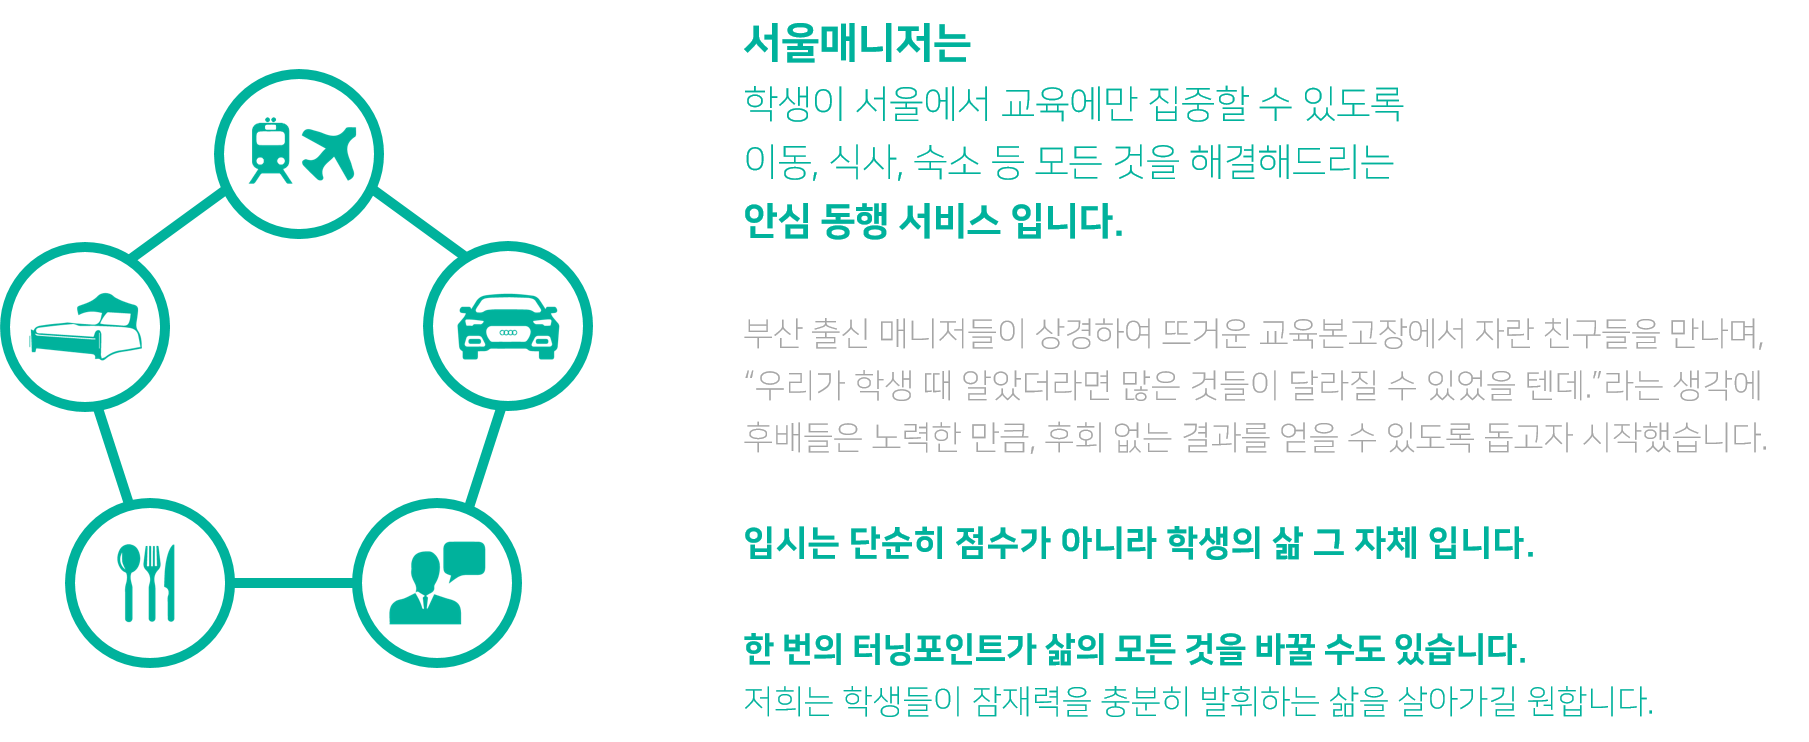 서울매니저는
학생이 서울에서 교육에만 집중할 수 있도록
이동, 식사, 숙소 등 모든 것을 해결해드리는
안심 동행 서비스 입니다.
부산 출신 매니저들이 상경하여 뜨거운 교육본고장에서 자란 친구들을 만나며,
“우리가 학생 때 알았더라면 많은 것들이 달라질 수 있었을 텐데.”라는 생각에
후배들은 노력한 만큼, 후회 없는 결과를 얻을 수 있도록 돕고자 시작했습니다.
입시는 단순히 점수가 아니라 학생의 삶 그 자체 입니다.
한 번의 터닝포인트가 삶의 모든 것을 바꿀 수도 있습니다.
저희는 학생들이 잠재력을 충분히 발휘하는 삶을 살아가길 원합니다.